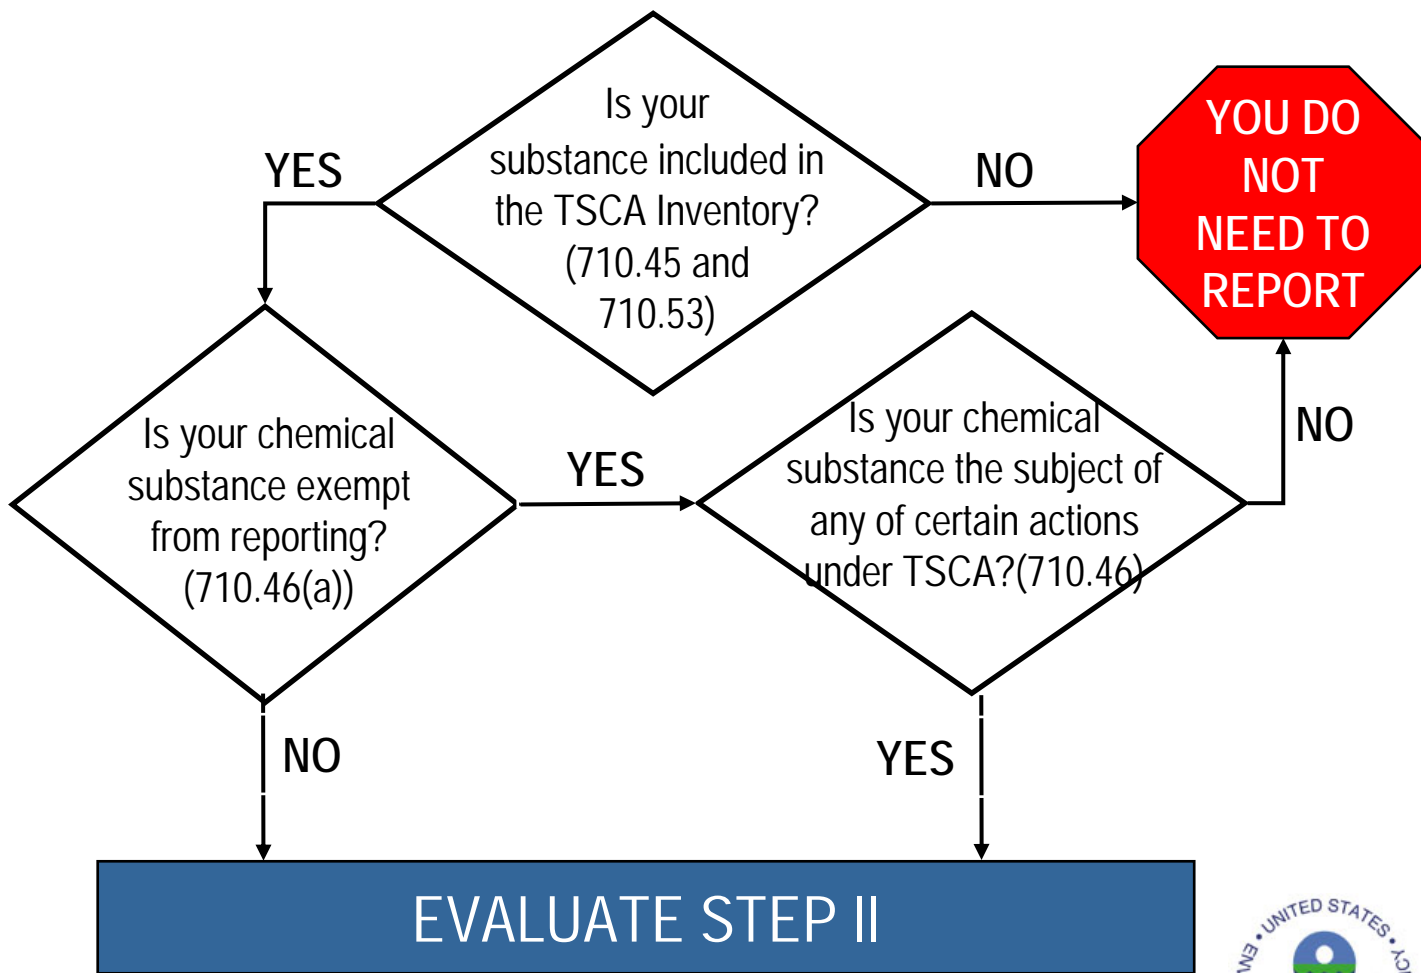 Is your
substance included in
the TSCA Inventory?
(710.45 and
710.53)
YES
NO
YOU DO
NOT
NEED TO
REPORT
Is your chemical
substance exempt
from reporting?
(710.46(a))
YES
Is your chemical
substance the subject of
any of certain actions
under TSCA?(710.46)
NO
NO
YES
EVALUATE STEP II
UNITED STATES